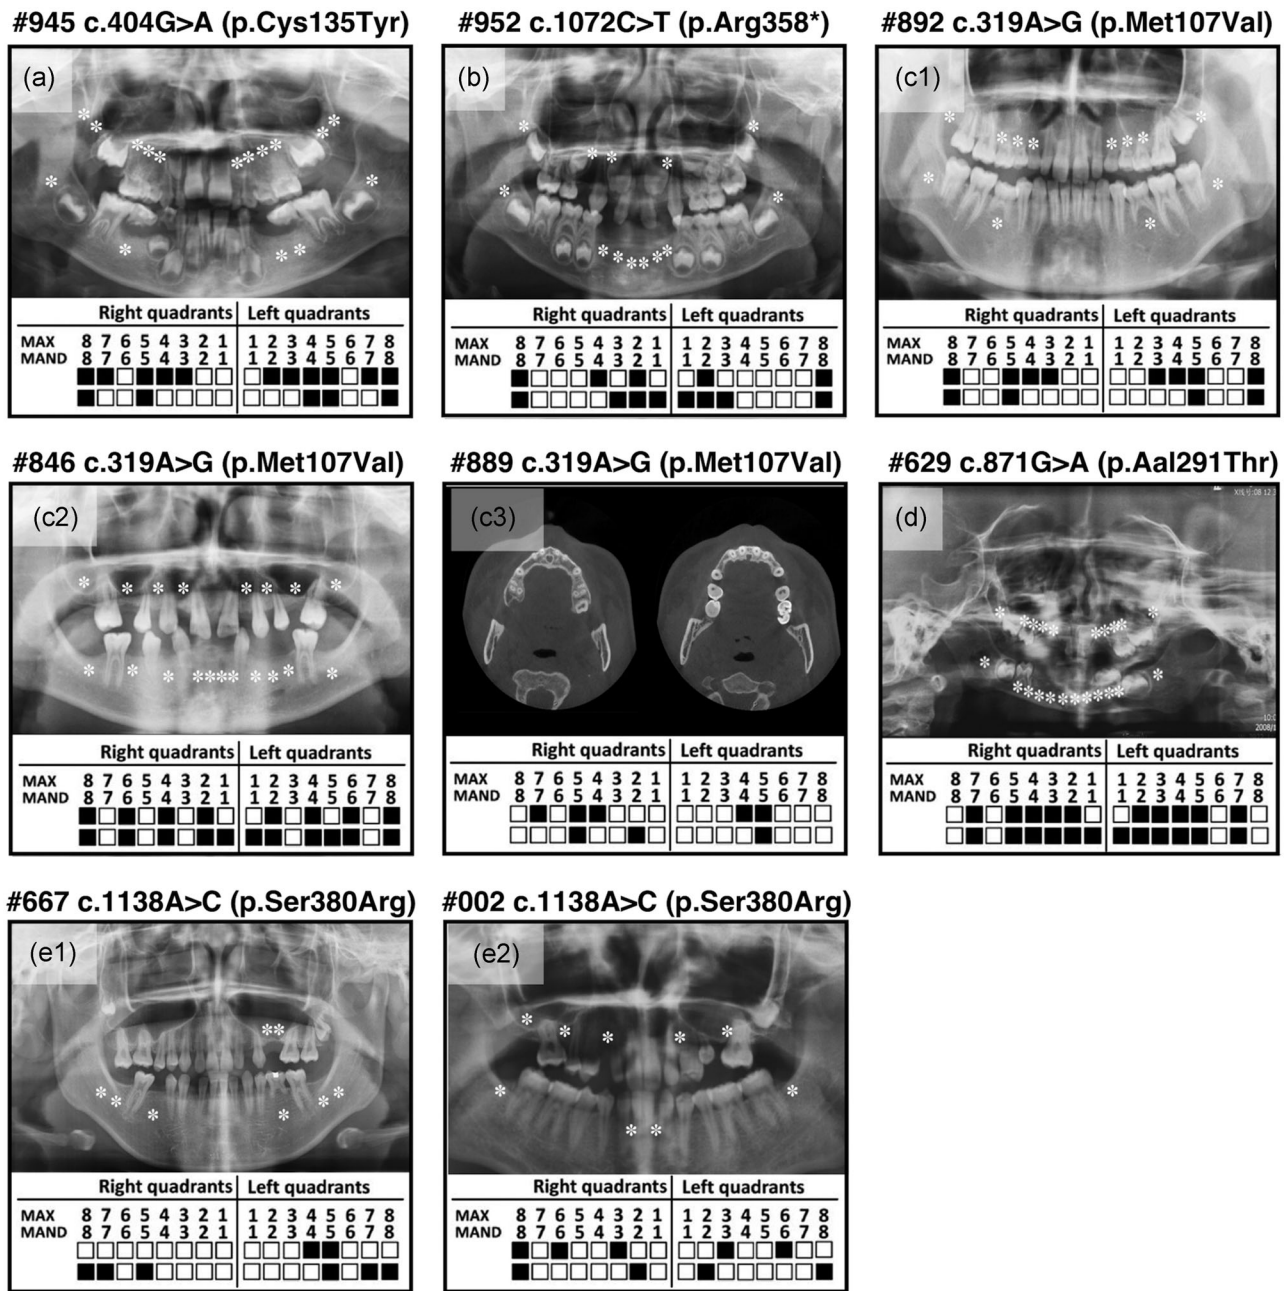 #945 c.404G>A (p.Cys135Tyr)
(a)
Right quadrants Left quadrants
MAX 8 7 6 5 4 3 2 1 1 2 3 4 5 6 7 8
MAND 8 7 6 5 4 3 2 1 1 2 3 4 5 6 7 8
#952 c.1072C>T (p.Arg358*)
(b)
Right quadrants Left quadrants
MAX 8 7 6 5 4 3 2 1 1 2 3 4 5 6 7 8
MAND 8 7 6 5 4 3 2 1 1 2 3 4 5 6 7 8
#892 c.319A>G (p.Met107Val)
(c1)
Right quadrants Left quadrants
MAX 8 7 6 5 4 3 2 1 1 2 3 4 5 6 7 8
MAND 8 7 6 5 4 3 2 1 1 2 3 4 5 6 7 8
#846 c.319A>G (p.Met107Val)
(c2)
Right quadrants Left quadrants
MAX 8 7 6 5 4 3 2 1 1 2 3 4 5 6 7 8
MAND 8 7 6 5 4 3 2 1 1 2 3 4 5 6 7 8
#889 c.319A>G (p.Met107Val)
(c3)
Right quadrants Left quadrants
MAX 8 7 6 5 4 3 2 1 1 2 3 4 5 6 7 8
MAND 8 7 6 5 4 3 2 1 1 2 3 4 5 6 7 8
#629 c.871G>A (p.Aal291Thr)
(d)
Right quadrants Left quadrants
MAX 8 7 6 5 4 3 2 1 1 2 3 4 5 6 7 8
MAND 8 7 6 5 4 3 2 1 1 2 3 4 5 6 7 8
#667 c.1138A>C (p.Ser380Arg)
(e1)
Right quadrants Left quadrants
MAX 8 7 6 5 4 3 2 1 1 2 3 4 5 6 7 8
MAND 8 7 6 5 4 3 2 1 1 2 3 4 5 6 7 8
#002 c.1138A>C (p.Ser380Arg)
(e2)
Right quadrants Left quadrants
MAX 8 7 6 5 4 3 2 1 1 2 3 4 5 6 7 8
MAND 8 7 6 5 4 3 2 1 1 2 3 4 5 6 7 8